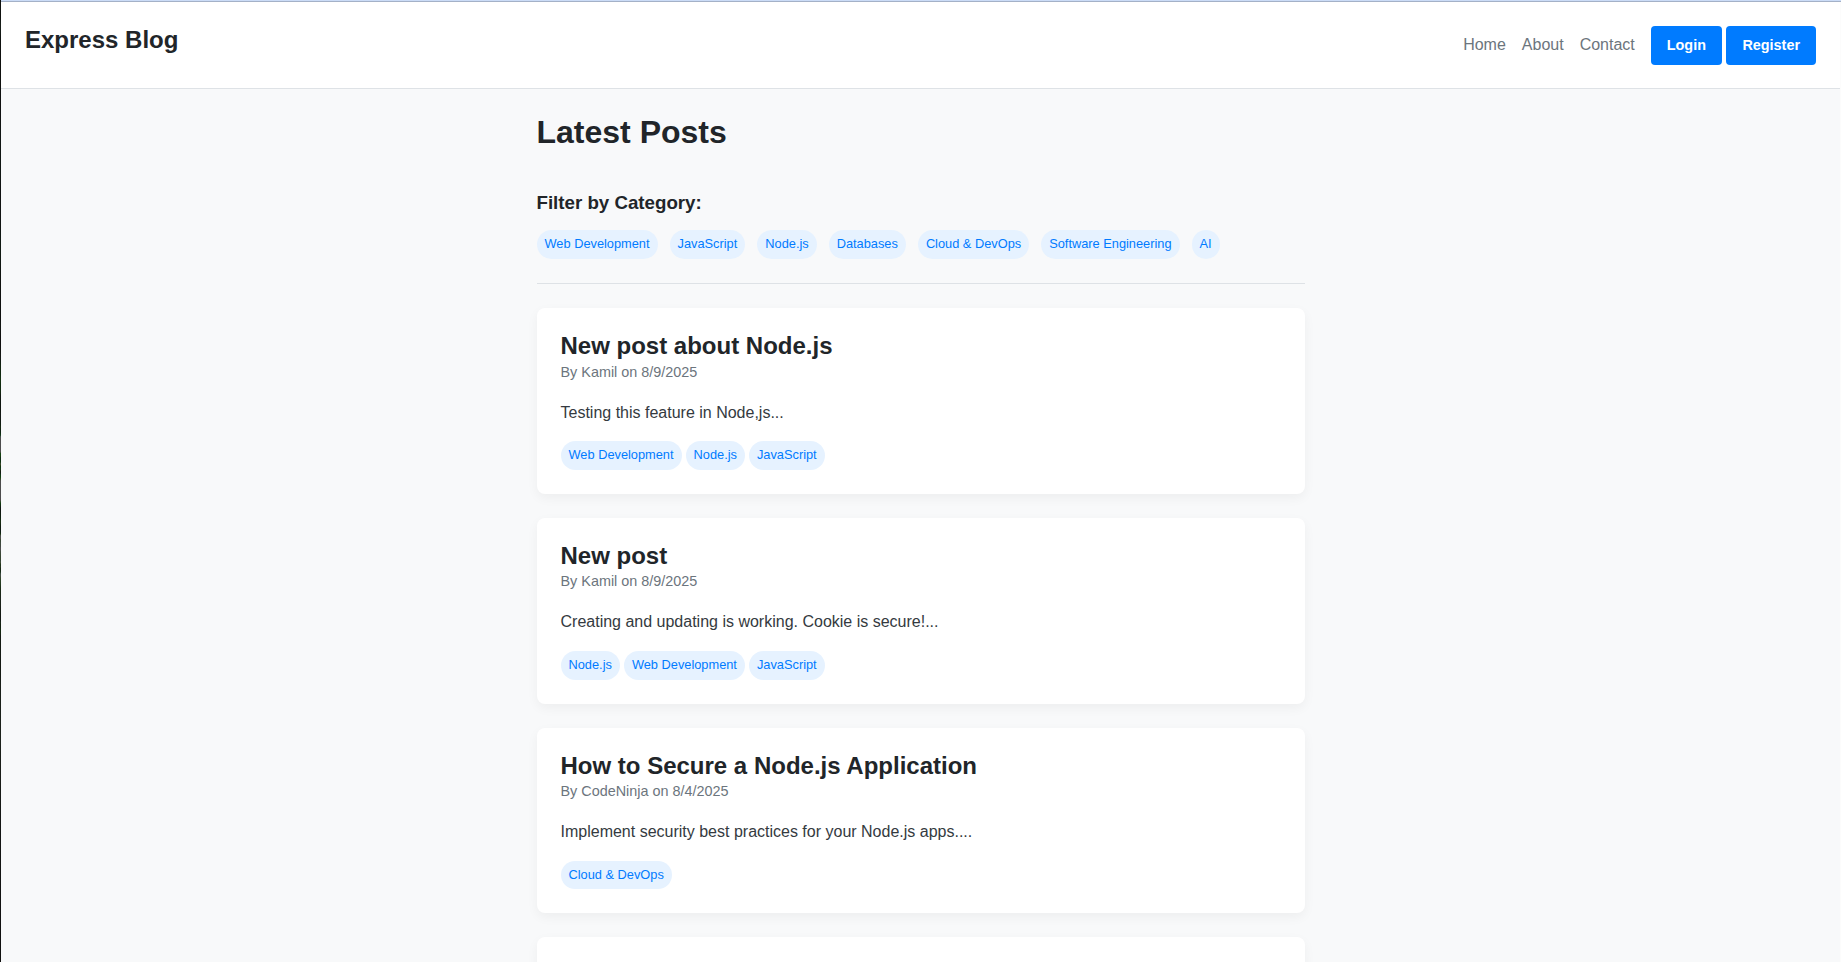 Express Blog
Home About Contact Login Register
Latest Posts
Filter by Category:
Web Development JavaScript Node.js Databases Cloud & DevOps Software Engineering AI
New post about Node.js
By Kamil on 8/9/2025
Testing this feature in Node,js...
Web Development Node.js JavaScript
New post
By Kamil on 8/9/2025
Creating and updating is working. Cookie is secure!...
Node.js Web Development JavaScript
How to Secure a Node.js Application
By CodeNinja on 8/4/2025
Implement security best practices for your Node.js apps....
Cloud & DevOps